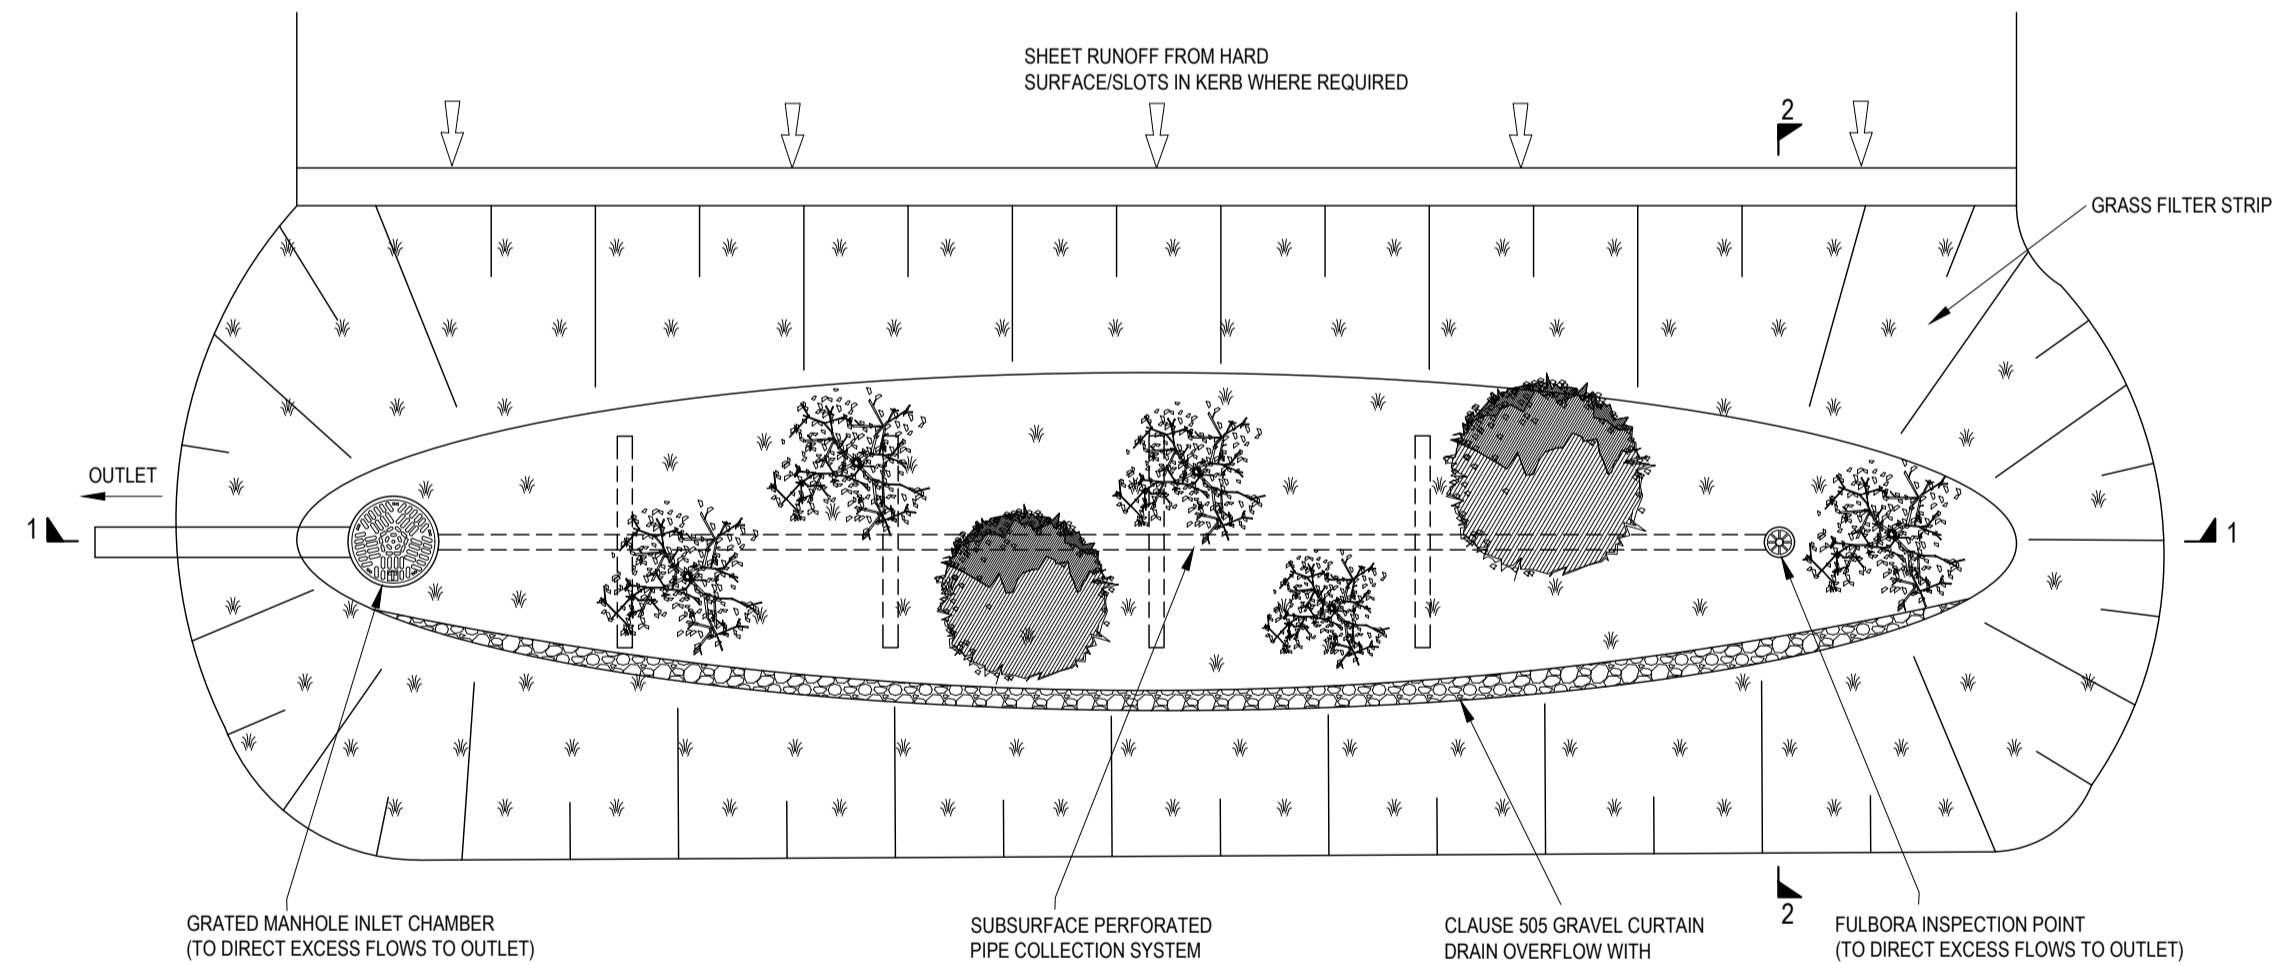 SHEET RUNOFF FROM HARD
SURFACE/SLOTS IN KERB WHERE REQUIRED
2
GRASS FILTER STRIP
OUTLET
1
1
2
GRATED MANHOLE INLET CHAMBER
(TO DIRECT EXCESS FLOWS TO OUTLET)
SUBSURFACE PERFORATED
PIPE COLLECTION SYSTEM
CLAUSE 505 GRAVEL CURTAIN
DRAIN OVERFLOW WITH
FULBORA INSPECTION POINT
(TO DIRECT EXCESS FLOWS TO OUTLET)